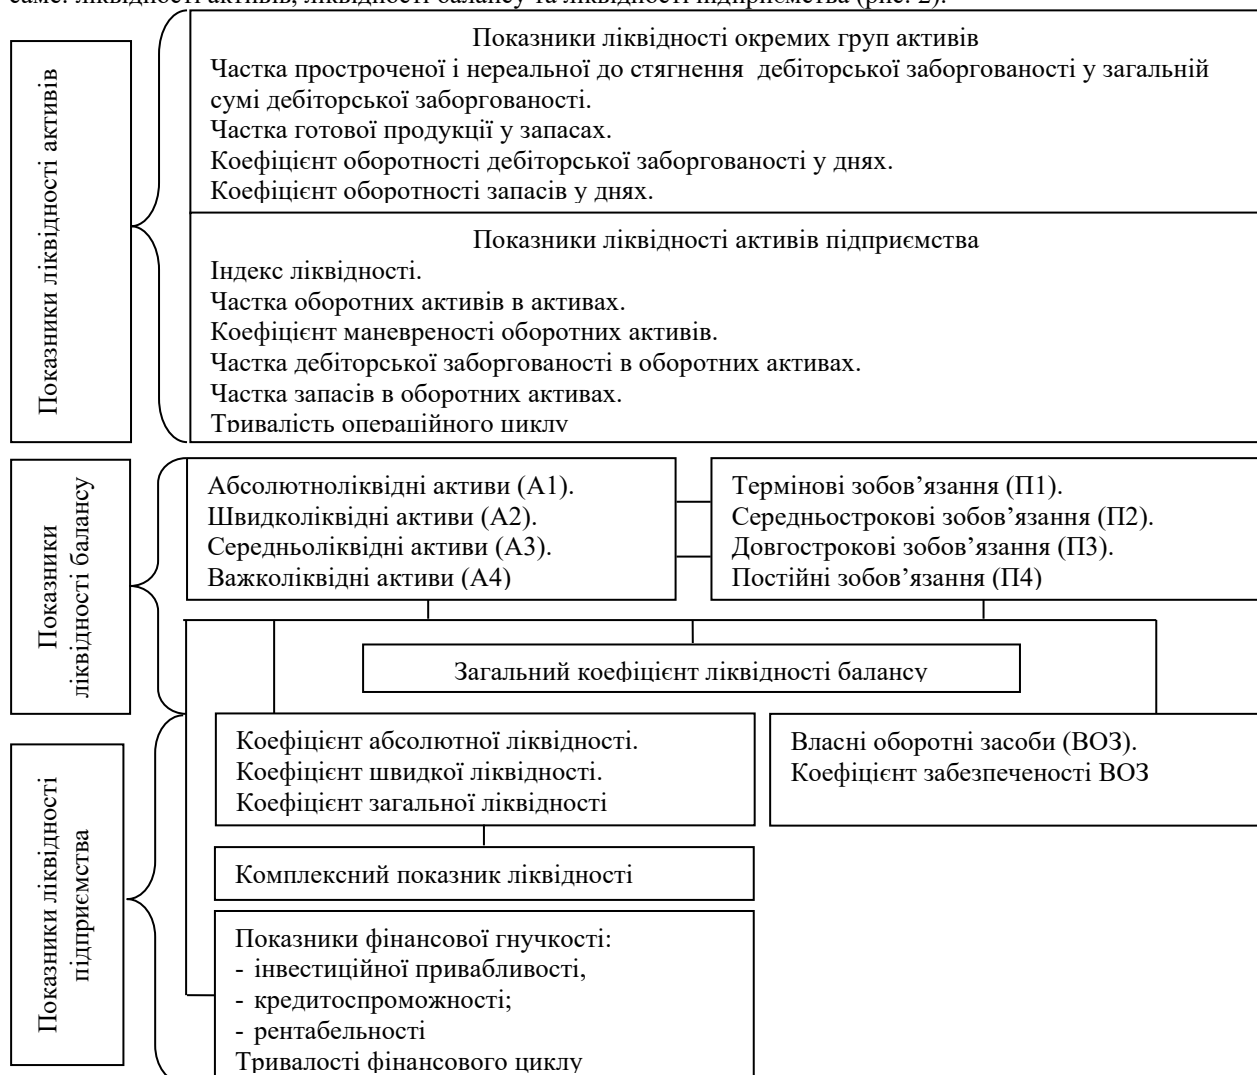 саме: ліквідності активів, ліквідності балансу та ліквідності підприємства (рис. 2).
Показники ліквідності активів
Показники ліквідності окремих груп активів
Частка простроченої і нереальної до стягнення дебіторської заборгованості у загальній
сумі дебіторської заборгованості.
Частка готової продукції у запасах.
Коефіцієнт оборотності дебіторської заборгованості у днях.
Коефіцієнт оборотності запасів у днях.
Показники ліквідності активів підприємства
Індекс ліквідності.
Частка оборотних активів в активах.
Коефіцієнт маневреності оборотних активів.
Частка дебіторської заборгованості в оборотних активах.
Частка запасів в оборотних активах.
Тривалість операційного циклу
Показники
ліквідності балансу
Абсолютноліквідні активи (А1).
Швидколіквідні активи (А2).
Середньоліквідні активи (А3).
Важколіквідні активи (А4)
Термінові зобов’язання (П1).
Середньострокові зобов’язання (П2).
Довгострокові зобов’язання (П3).
Постійні зобов’язання (П4)
Загальний коефіцієнт ліквідності балансу
Показники ліквідності
підприємства
Коефіцієнт абсолютної ліквідності.
Коефіцієнт швидкої ліквідності.
Коефіцієнт загальної ліквідності
Власні оборотні засоби (ВОЗ).
Коефіцієнт забезпеченості ВОЗ
Комплексний показник ліквідності
Показники фінансової гнучкості:
- інвестиційної привабливості,
- кредитоспроможності;
- рентабельності
Тривалості фінансового циклу